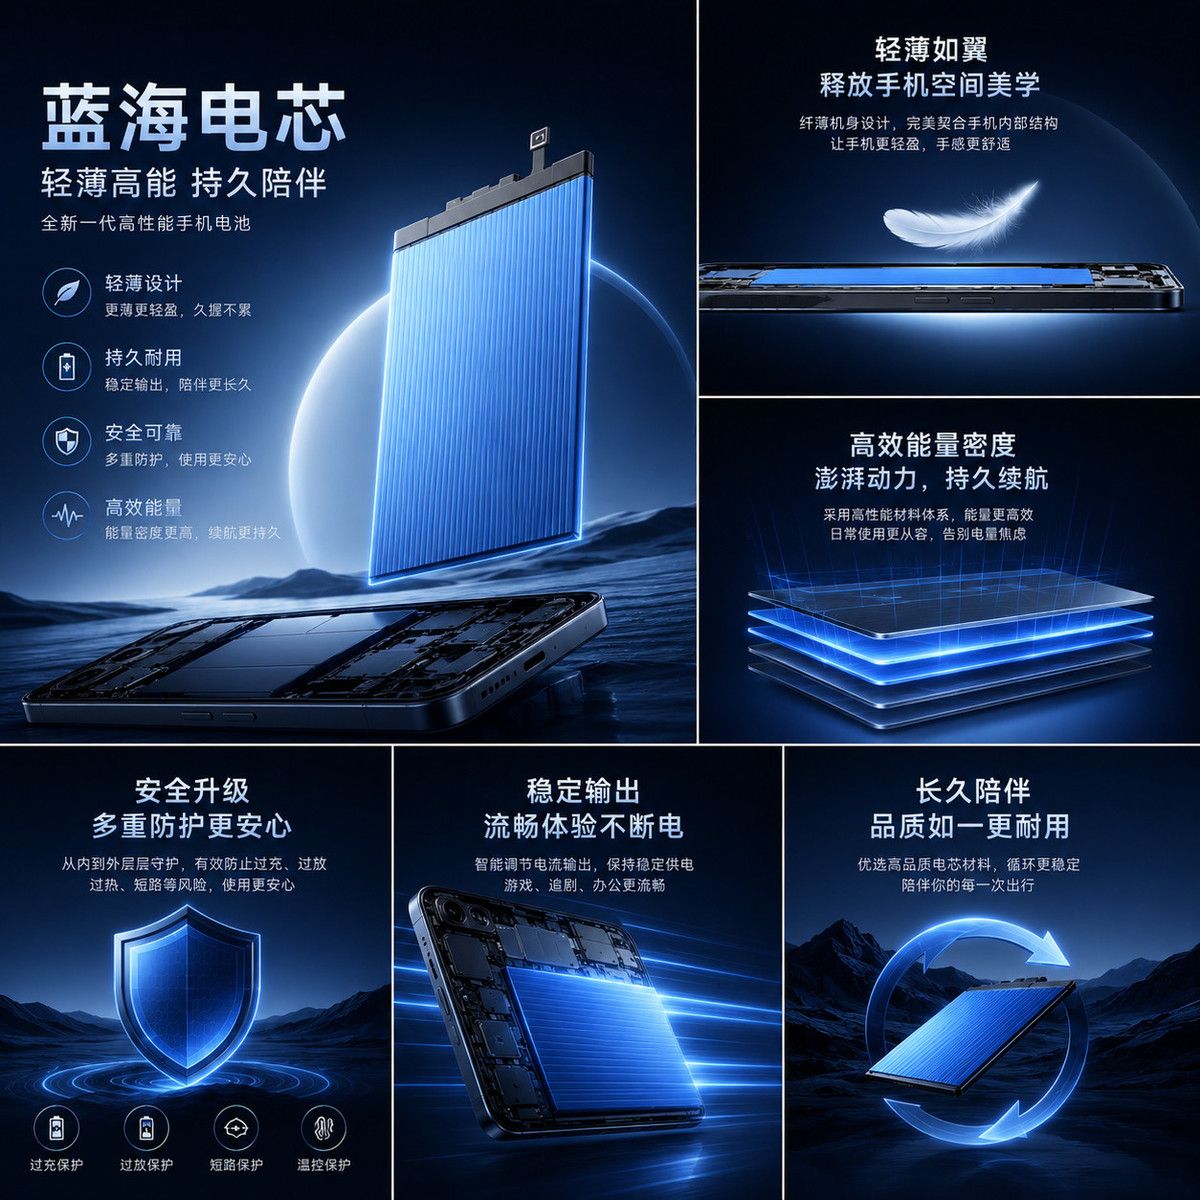 蓝海电芯
轻薄高能 持久陪伴
全新一代高性能手机电池
轻薄设计
更薄更轻盈，久握不累
持久耐用
稳定输出，陪伴更长久
安全可靠
多重防护，使用更安心
高效能量
能量密度更高，续航更持久
轻薄如翼
释放手机空间美学
纤薄机身设计，完美契合手机内部结构
让手机更轻盈，手感更舒适
高效能量密度
澎湃动力，持久续航
采用高性能材料体系，能量更高效
日常使用更从容，告别电量焦虑
安全升级
多重防护更安心
从内到外层层守护，有效防止过充、过放
过热、短路等风险，使用更安心
过充保护
过放保护
短路保护
温控保护
稳定输出
流畅体验不断电
智能调节电流输出，保持稳定供电
游戏、追剧、办公更流畅
长久陪伴
品质如一更耐用
优选高品质电芯材料，循环更稳定
陪伴你的每一次出行